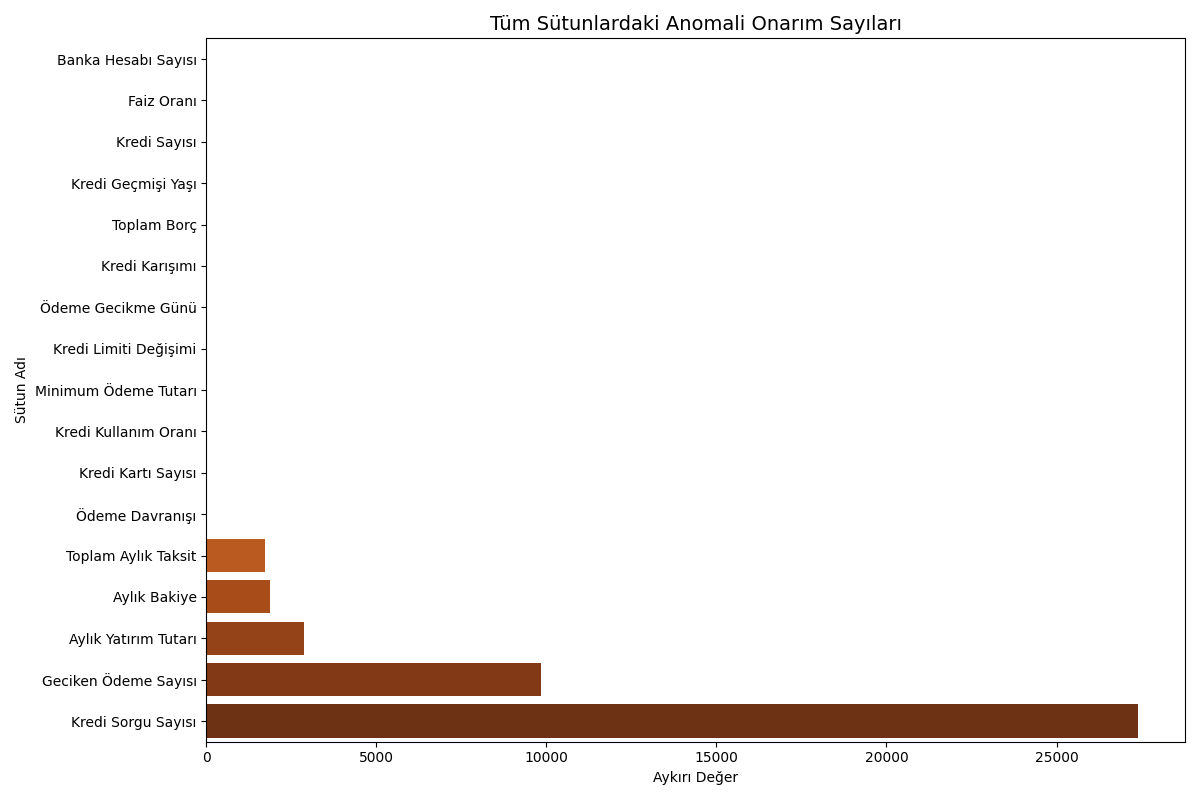 Tüm Sütunlardaki Anomali Onarım Sayıları
Sütun Adı
Banka Hesabı Sayısı
Faiz Oranı
Kredi Sayısı
Kredi Geçmişi Yaşı
Toplam Borç
Kredi Karışımı
Ödeme Gecikme Günü
Kredi Limiti Değişimi
Minimum Ödeme Tutarı
Kredi Kullanım Oranı
Kredi Kartı Sayısı
Ödeme Davranışı
Toplam Aylık Taksit
Aylık Bakiye
Aylık Yatırım Tutarı
Geciken Ödeme Sayısı
Kredi Sorgu Sayısı
0 5000 10000 15000 20000 25000
Aykırı Değer